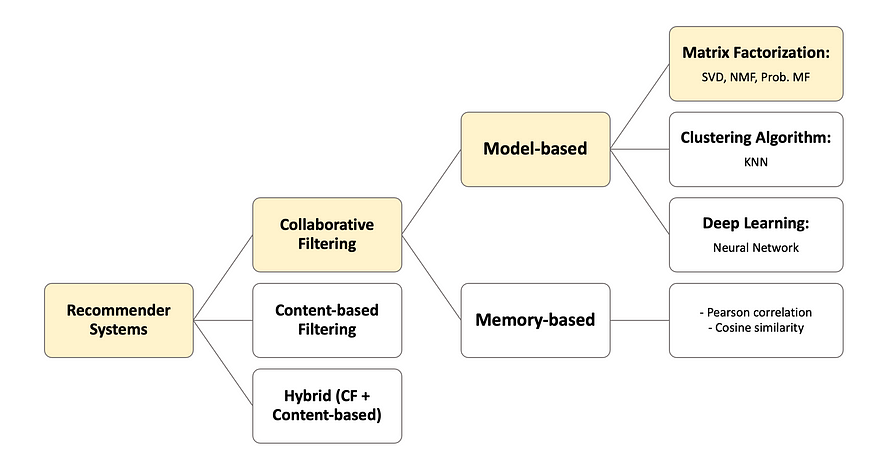 Matrix Factorization:
SVD, NMF, Prob. MF
Model-based
Clustering Algorithm:
KNN
Collaborative
Filtering
Deep Learning:
Neural Network
Recommender
Systems
Content-based
Filtering
Memory-based
- Pearson correlation
- Cosine similarity
Hybrid (CF +
Content-based)